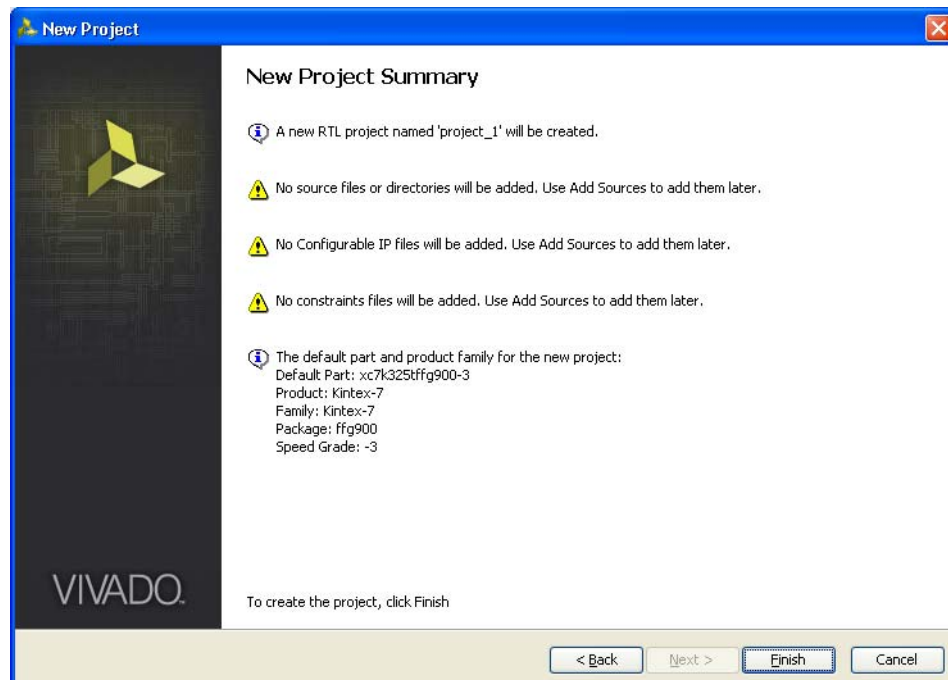 New Project
New Project Summary
A new RTL project named 'project_1' will be created.
No source files or directories will be added. Use Add Sources to add them later.
No Configurable IP files will be added. Use Add Sources to add them later.
No constraints files will be added. Use Add Sources to add them later.
The default part and product family for the new project:
Default Part: xc7k325tffg900-3
Product: Kintex-7
Family: Kintex-7
Package: ffg900
Speed Grade: -3
VIVADO™
To create the project, click Finish
< Back Next > Finish Cancel